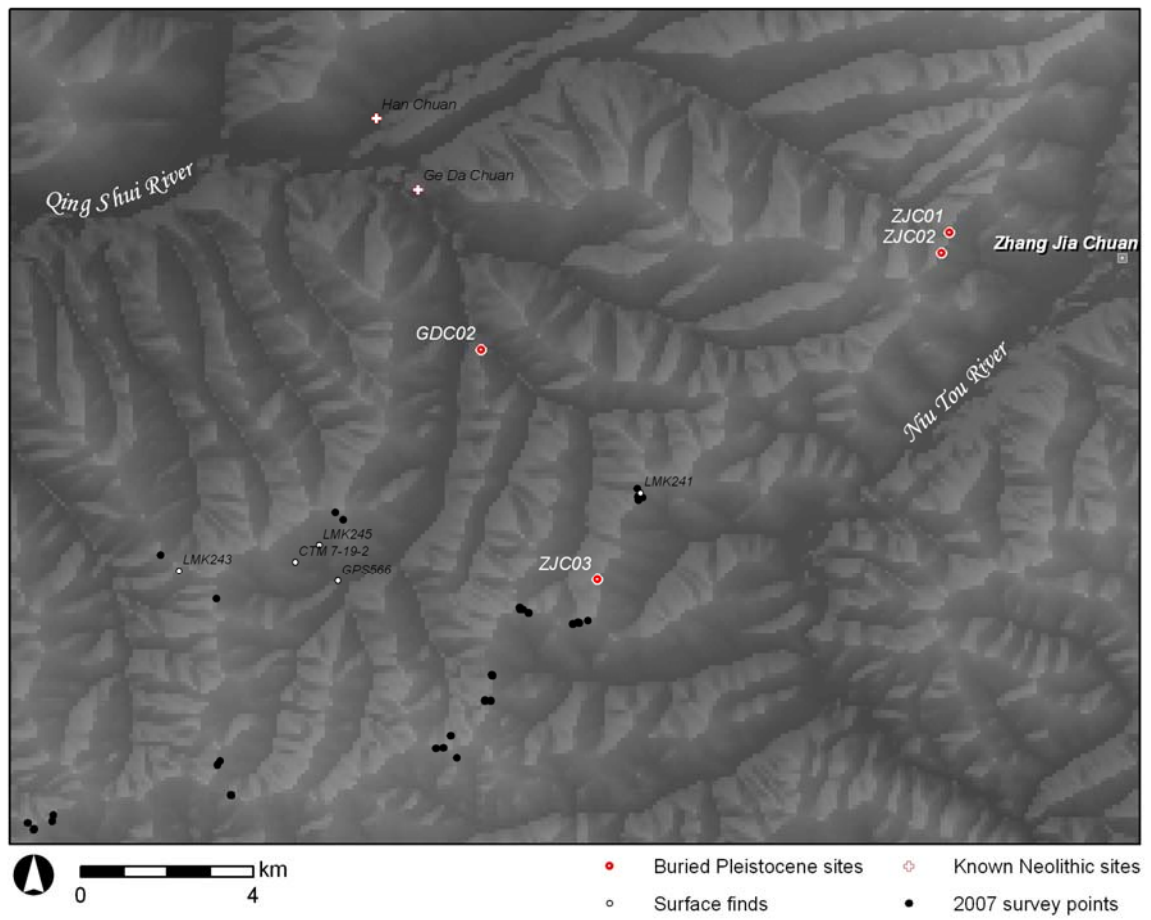 Han Chuan
Ge Da Chuan
Qing Shui River
ZJC01
ZJC02
Zhang Jia Chuan
GDC02
Niu Tou River
LMK241
LMK245
CTM 7-19-2
LMK243
GPS566
ZJC03
km
0 4
Buried Pleistocene sites
Known Neolithic sites
Surface finds
2007 survey points